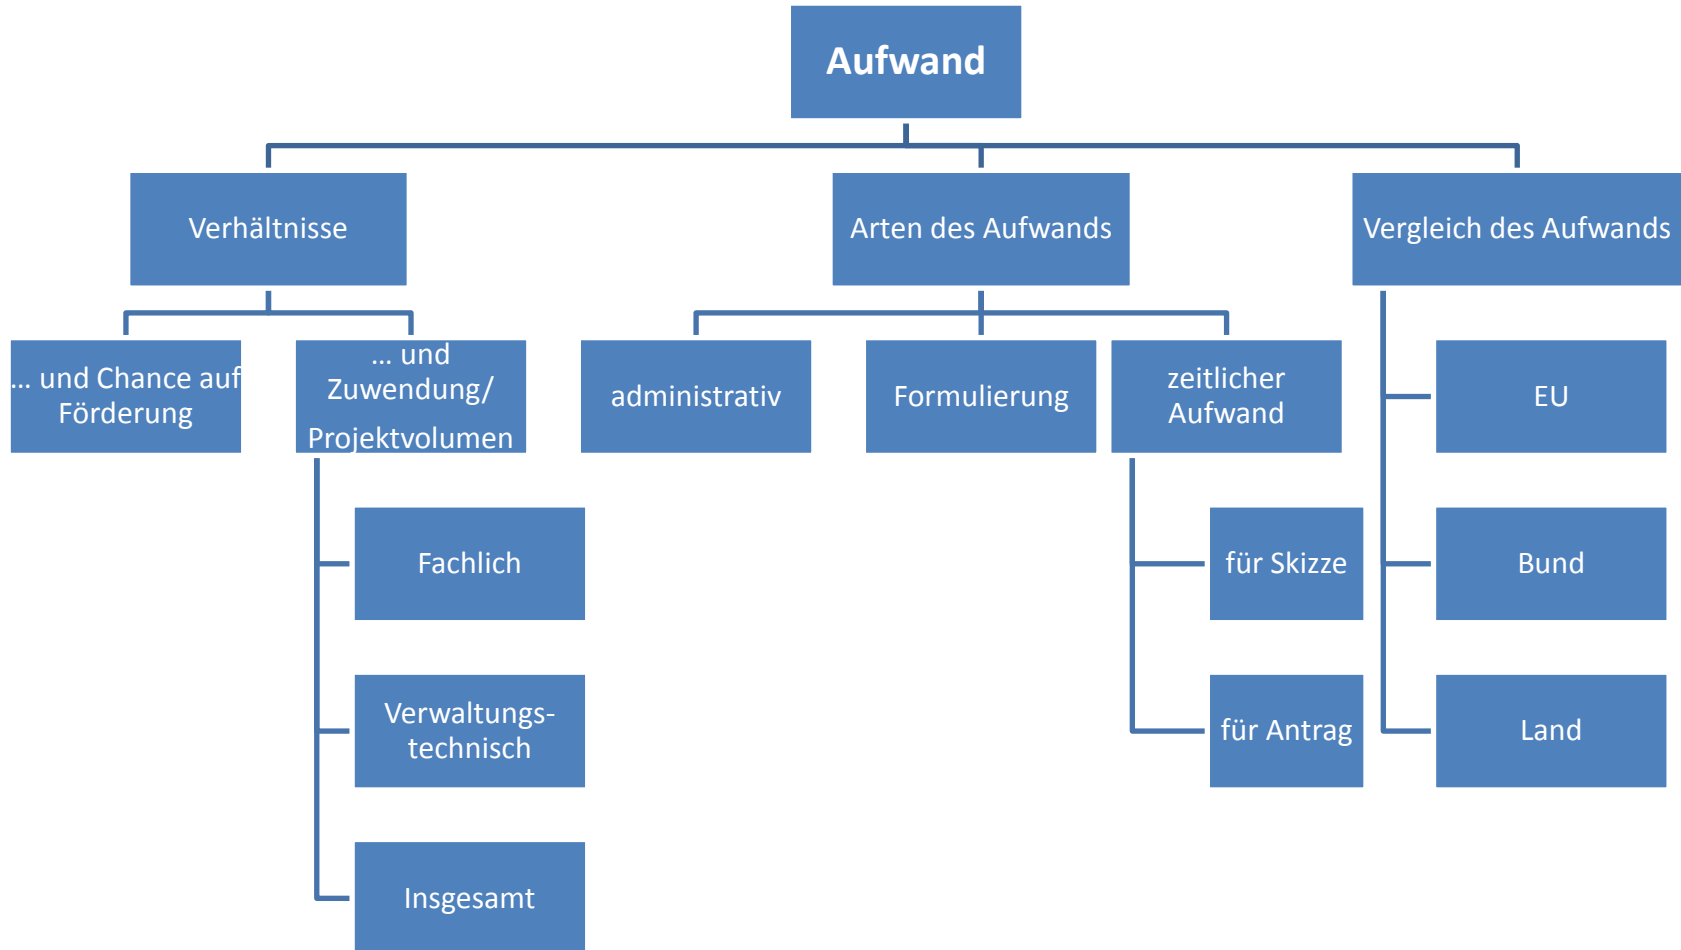 Aufwand
Verhältnisse
Arten des Aufwands
Vergleich des Aufwands
... und Chance auf
Förderung
... und
Zuwendung/
Projektvolumen
administrativ
Formulierung
zeitlicher
Aufwand
EU
Fachlich
für Skizze
Bund
Verwaltungs-
technisch
für Antrag
Land
Insgesamt